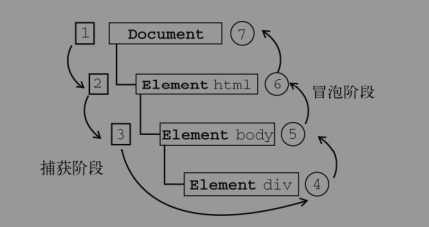 1 Document 7
2 Element html 6
冒泡阶段
3 Element body 5
捕获阶段
Element div 4